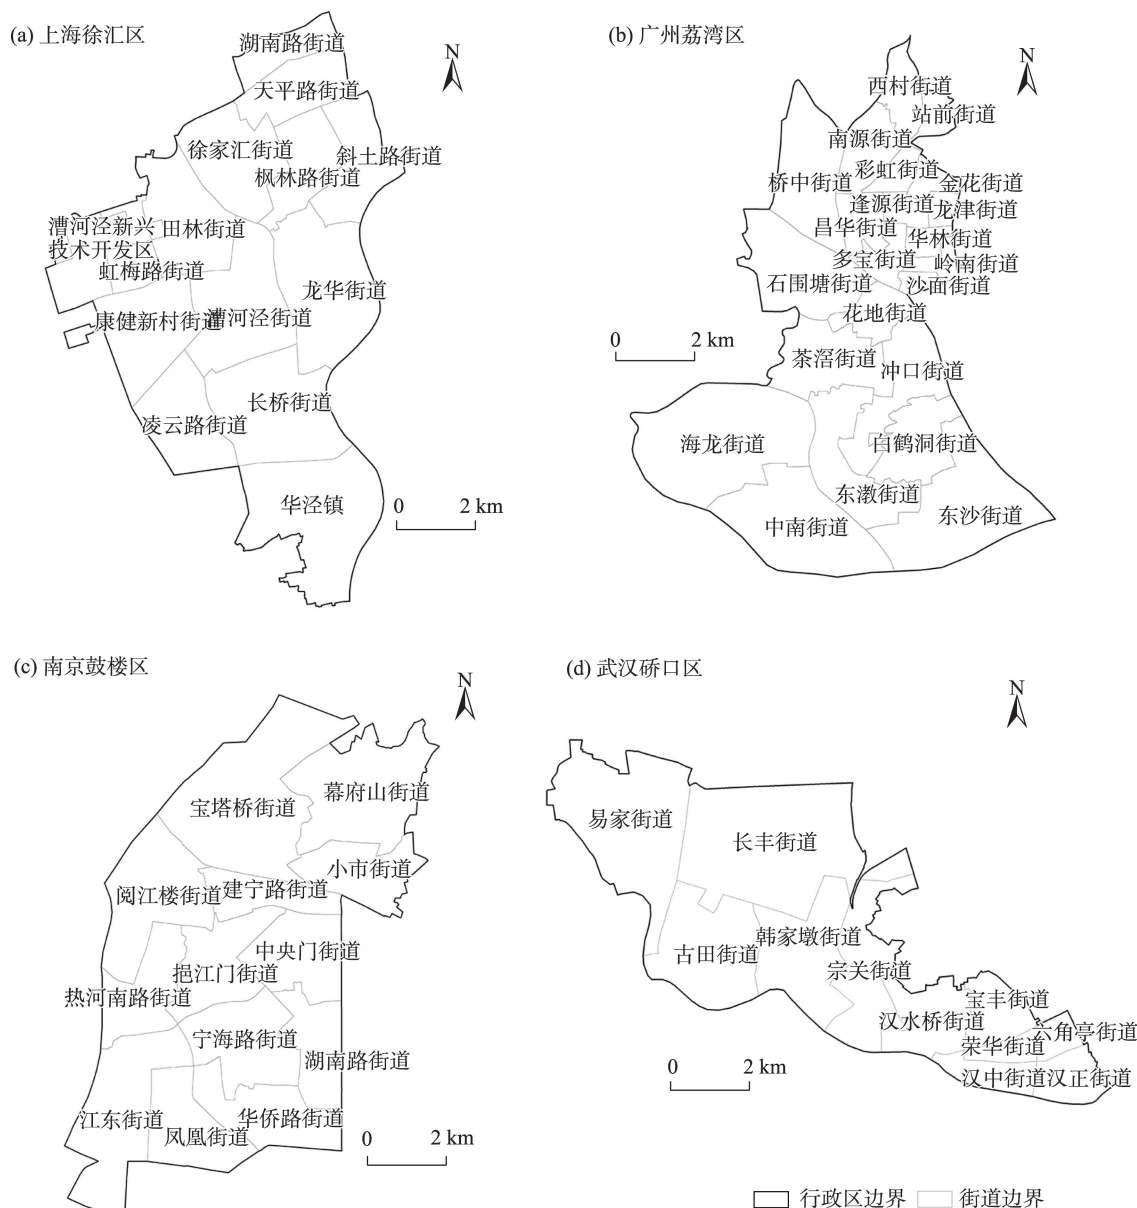 (a) 上海徐汇区
N
湖南路街道
天平路街道
徐家汇街道
斜土路街道
枫林路街道
漕河泾新兴
技术开发区
田林街道
虹梅路街道
龙华街道
康健新村街道
漕河泾街道
长桥街道
凌云路街道
华泾镇
0 2 km
(b) 广州荔湾区
N
西村街道
站前街道
南源街道
彩虹街道
桥中街道
金花街道
逢源街道
龙津街道
昌华街道
华林街道
多宝街道
岭南街道
石围塘街道
沙面街道
花地街道
0 2 km
茶滘街道
冲口街道
海龙街道
白鹤洞街道
东漖街道
中南街道
东沙街道
(c) 南京鼓楼区
N
幕府山街道
宝塔桥街道
小市街道
阅江楼街道
建宁路街道
中央门街道
挹江门街道
热河南路街道
宁海路街道
湖南路街道
江东街道
华侨路街道
凤凰街道
0 2 km
(d) 武汉硚口区
N
易家街道
长丰街道
韩家墩街道
古田街道
宗关街道
宝丰街道
汉水桥街道
六角亭街道
荣华街道
汉中街道
汉正街道
0 2 km
行政区边界
街道边界